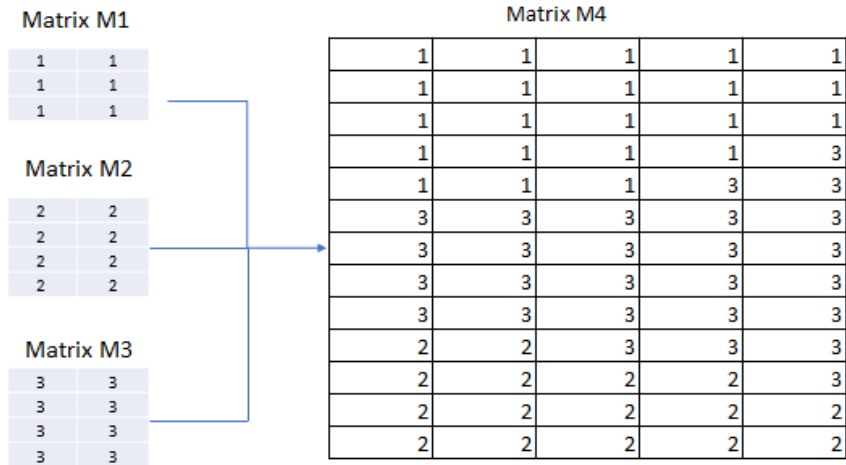 Matrix M1
1 1
1 1
1 1
Matrix M2
2 2
2 2
2 2
2 2
Matrix M3
3 3
3 3
3 3
3 3
Matrix M4
1 1 1 1 1
1 1 1 1 1
1 1 1 1 1
1 1 1 1 3
1 1 1 3 3
3 3 3 3 3
3 3 3 3 3
3 3 3 3 3
3 3 3 3 3
2 2 3 3 3
2 2 2 2 3
2 2 2 2 2
2 2 2 2 2